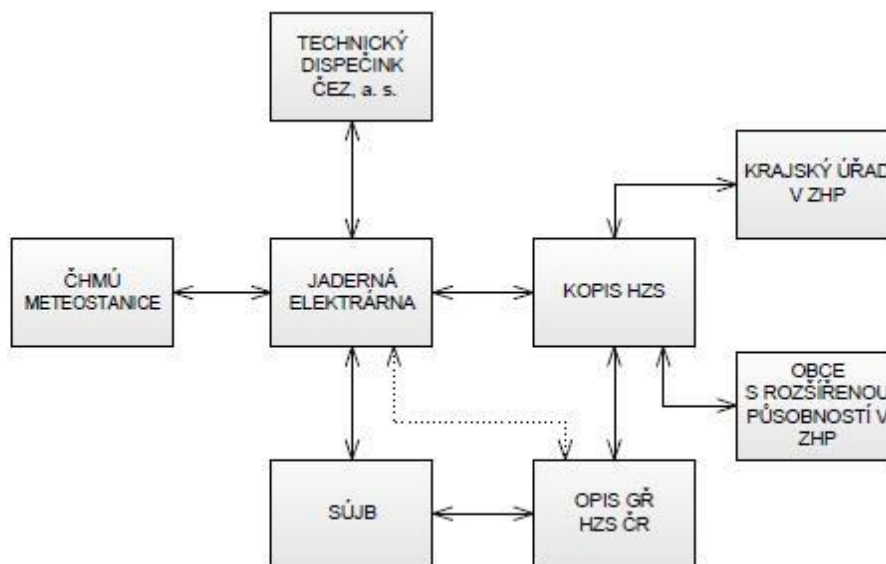 TECHNICKÝ
DISPEČINK
ČEZ, a. s.
KRAJSKÝ ÚŘAD
V ZHP
ČHMÚ
METEOSTANICE
JADERNÁ
ELEKTRÁRNA
KOPIS HZS
OBCE
S ROZŠÍŘENOU
PŮSOBNOSTÍ V
ZHP
SÚJB
OPIS GŘ
HZS ČR